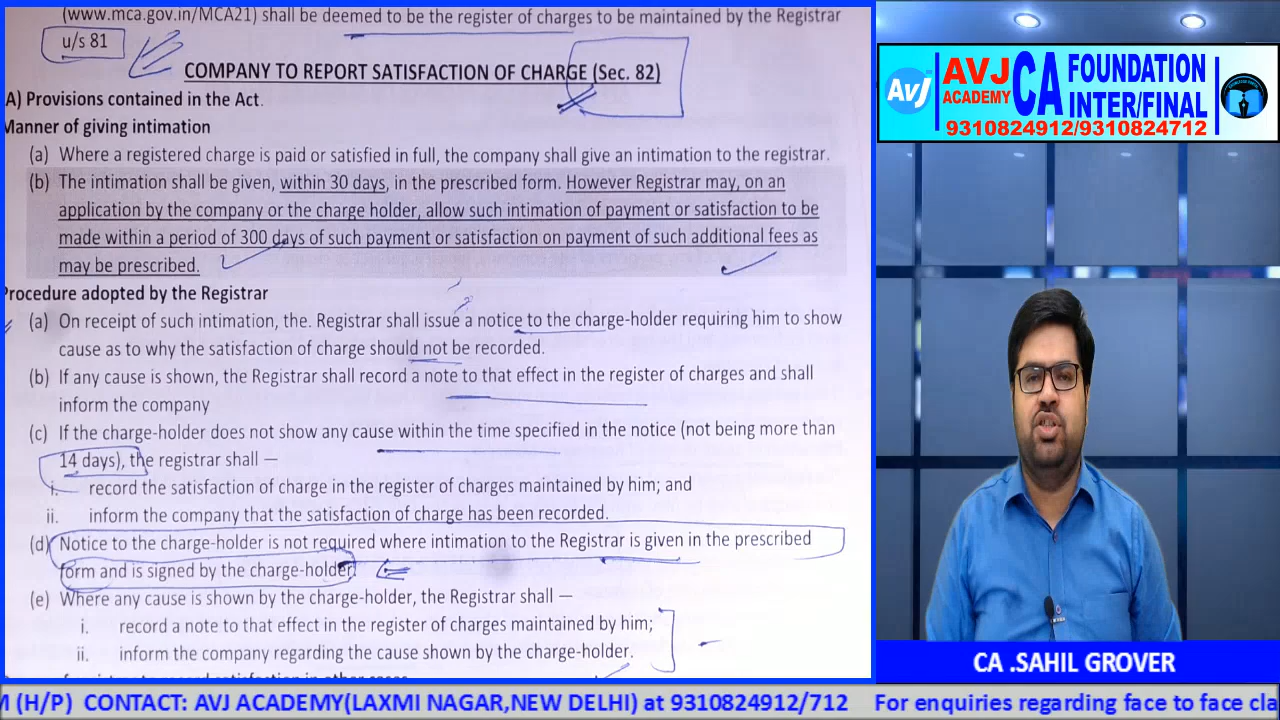 (www.mca.gov.in/MCA21) shall be deemed to be the register of charges to be maintained by the Registrar
u/s 81
COMPANY TO REPORT SATISFACTION OF CHARGE (Sec. 82)
A) Provisions contained in the Act.
Manner of giving intimation
(a) Where a registered charge is paid or satisfied in full, the company shall give an intimation to the registrar.
(b) The intimation shall be given, within 30 days, in the prescribed form. However Registrar may, on an
application by the company or the charge holder, allow such intimation of payment or satisfaction to be
made within a period of 300 days of such payment or satisfaction on payment of such additional fees as
may be prescribed.
Procedure adopted by the Registrar
(a) On receipt of such intimation, the. Registrar shall issue a notice to the charge-holder requiring him to show
cause as to why the satisfaction of charge should not be recorded.
(b) If any cause is shown, the Registrar shall record a note to that effect in the register of charges and shall
inform the company
(c) If the charge-holder does not show any cause within the time specified in the notice (not being more than
14 days), the registrar shall —
i. record the satisfaction of charge in the register of charges maintained by him; and
ii. inform the company that the satisfaction of charge has been recorded.
(d) Notice to the charge-holder is not required where intimation to the Registrar is given in the prescribed
form and is signed by the charge-holder.
(e) Where any cause is shown by the charge-holder, the Registrar shall —
i. record a note to that effect in the register of charges maintained by him;
ii. inform the company regarding the cause shown by the charge-holder.
AVJ
AVJ
ACADEMY
CA
FOUNDATION
INTER/FINAL
9310824912/9310824712
CA .SAHIL GROVER
M (H/P) CONTACT: AVJ ACADEMY(LAXMI NAGAR,NEW DELHI) at 9310824912/712 For enquiries regarding face to face cla